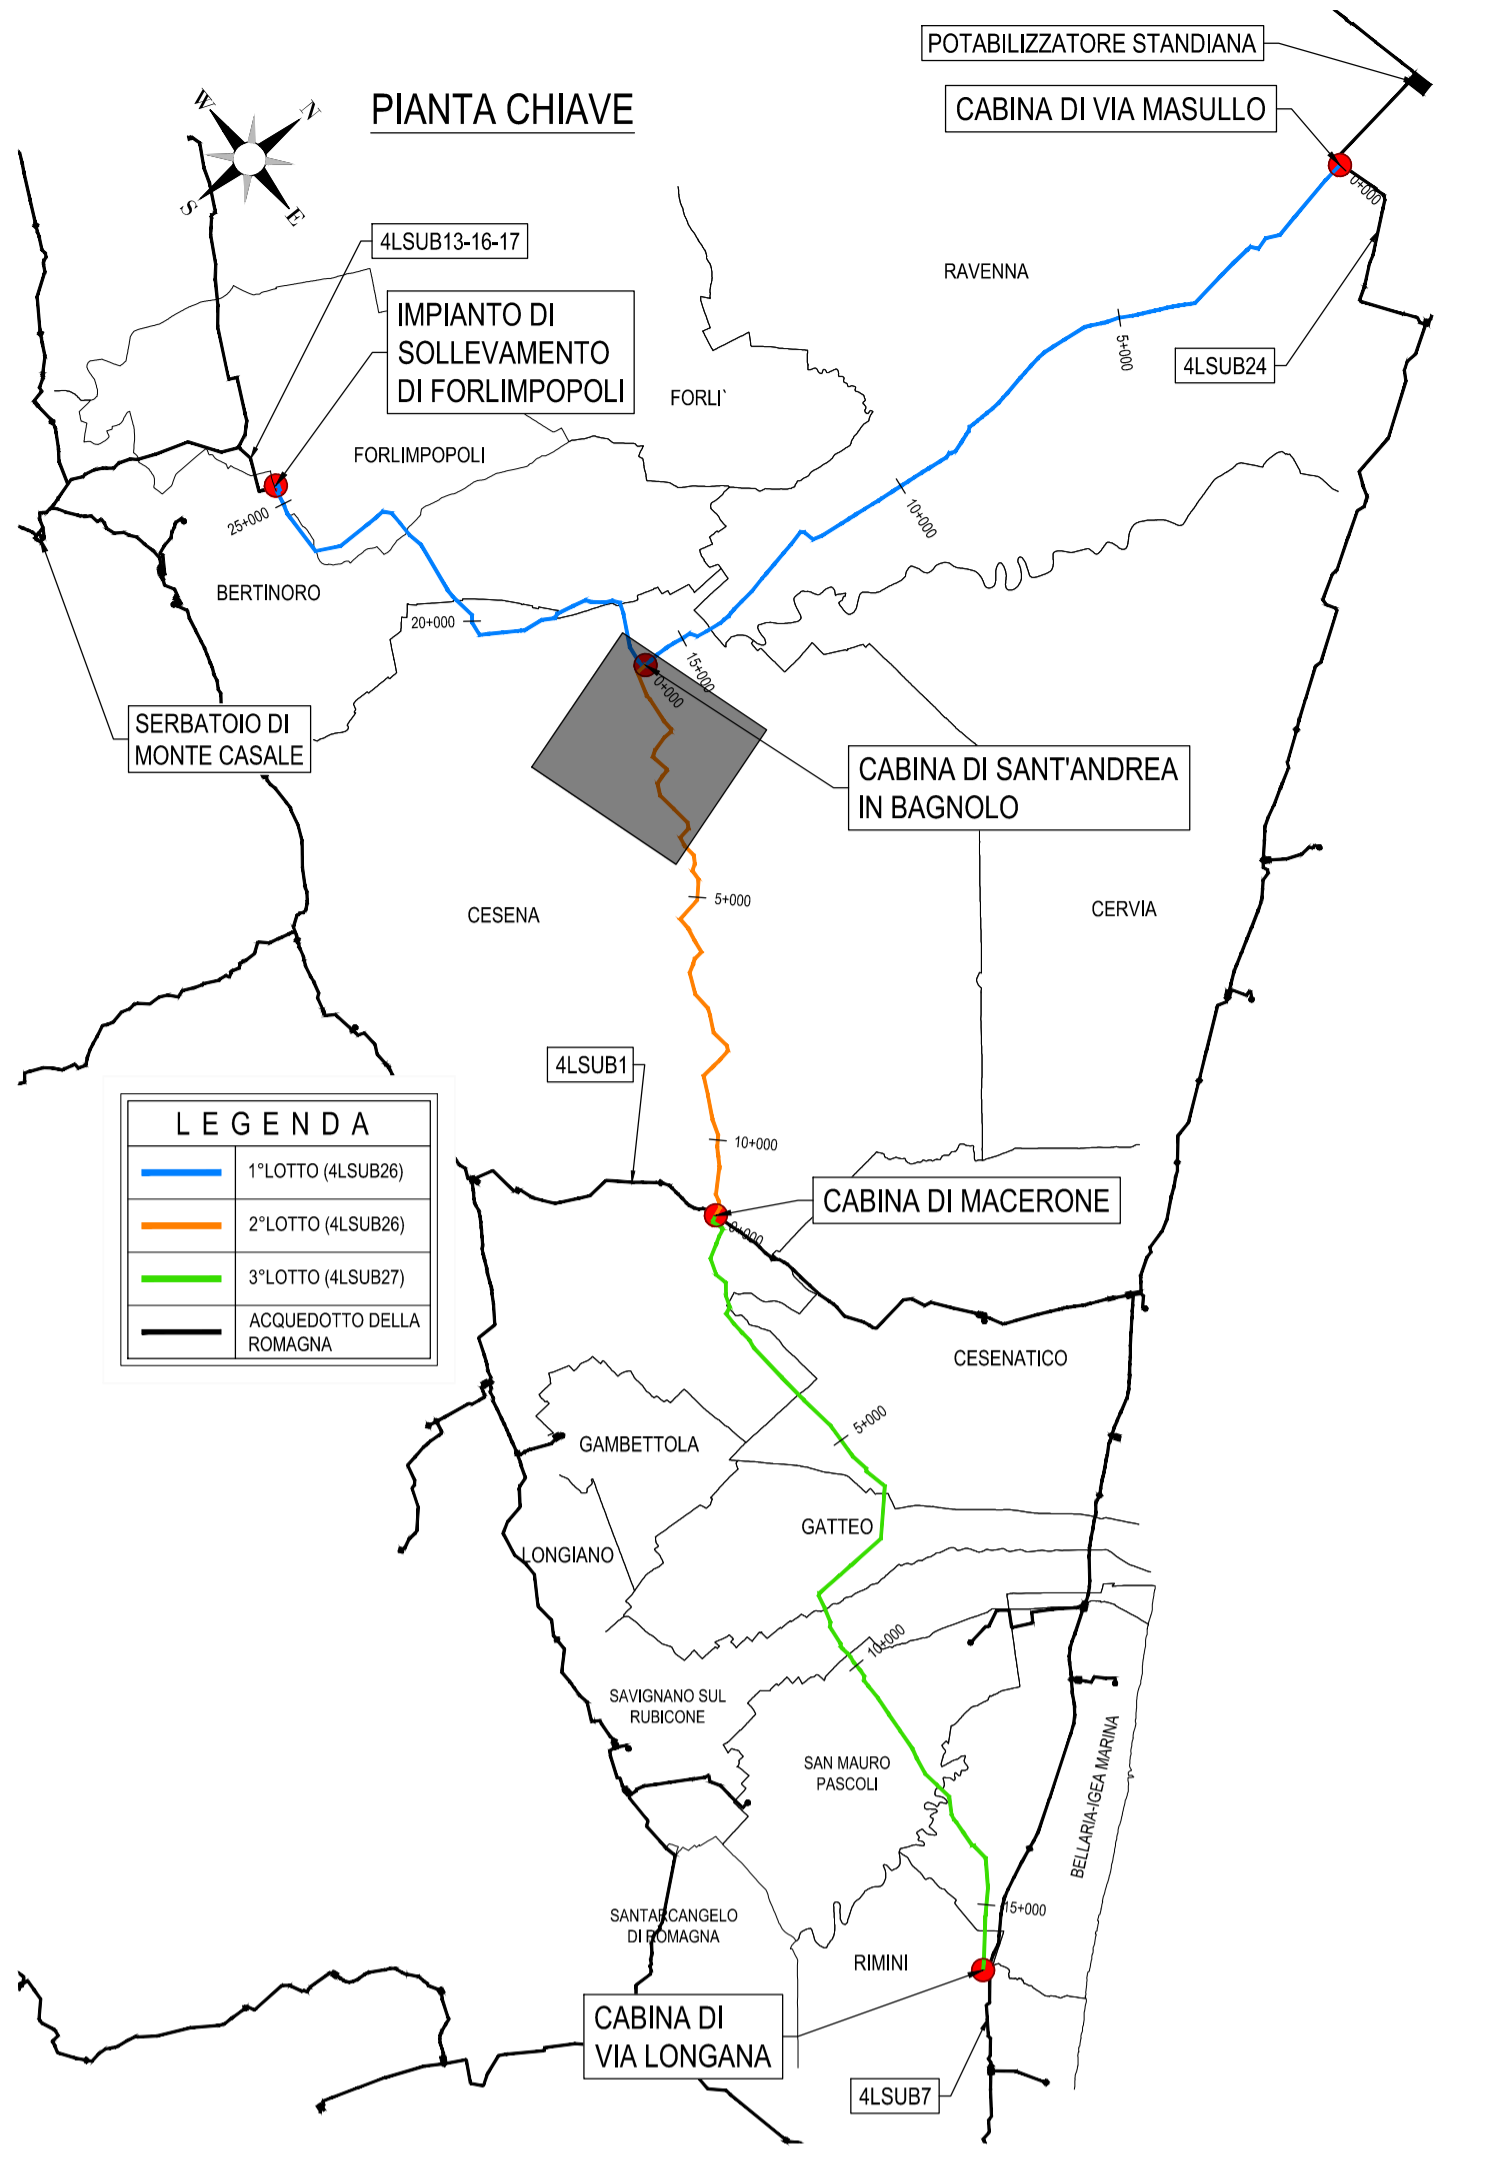 POTABILIZZATORE STANDIANA
PIANTA CHIAVE
CABINA DI VIA MASULLO
W
N
S
E
0+000
4LSUB13-16-17
RAVENNA
IMPIANTO DI
SOLLEVAMENTO
DI FORLIMPOPOLI
5+000
4LSUB24
FORLI`
FORLIMPOPOLI
25+000
10+000
BERTINORO
20+000
15+000
0+000
SERBATOIO DI
MONTE CASALE
CABINA DI SANT'ANDREA
IN BAGNOLO
5+000
CESENA
CERVIA
4LSUB1
LEGENDA
1°LOTTO (4LSUB26)
2°LOTTO (4LSUB26)
3°LOTTO (4LSUB27)
ACQUEDOTTO DELLA
ROMAGNA
10+000
CABINA DI MACERONE
0+000
CESENATICO
5+000
GAMBETTOLA
GATTEO
LONGIANO
10+000
SAVIGNANO SUL
RUBICONE
SAN MAURO
PASCOLI
BELLARIA-IGEA MARINA
15+000
SANTARCANGELO
DI ROMAGNA
RIMINI
CABINA DI
VIA LONGANA
4LSUB7